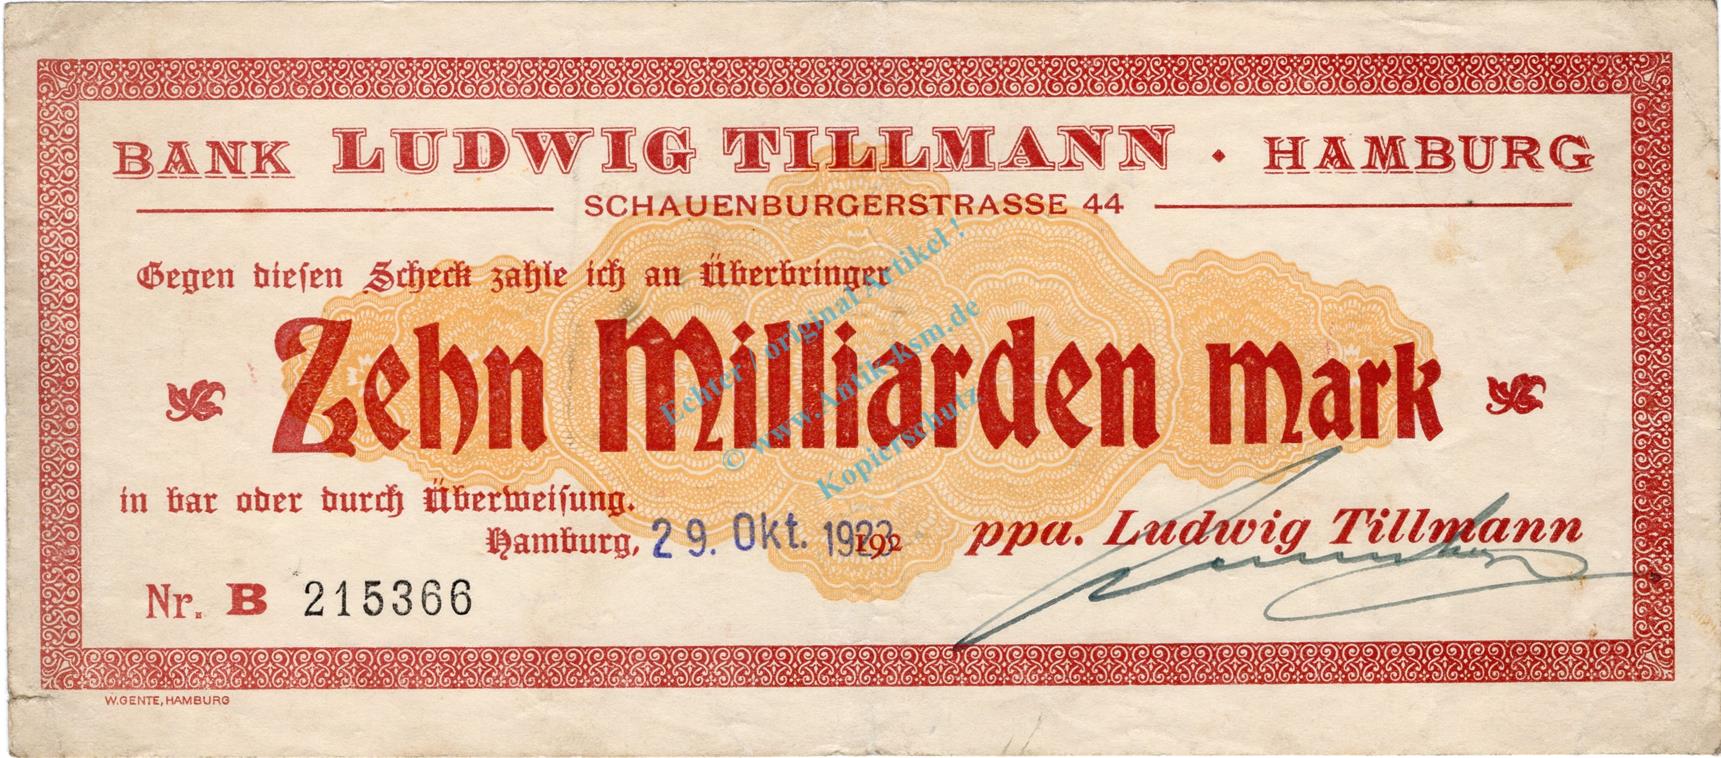 BANK LUDWIG TILLMANN · HAMBURG
SCHAUENBURGERSTRASSE 44
Gegen diesen Scheck zahle ich an Überbringer
Zehn Milliarden Mark
in bar oder durch Überweisung.
Hamburg, 29. Okt. 1923 192
ppa. Ludwig Tillmann
Nr. B 215366
W. GENTE, HAMBURG
Echter / original Artikel !
© www.Antik-ksm.de
Kopierschutz